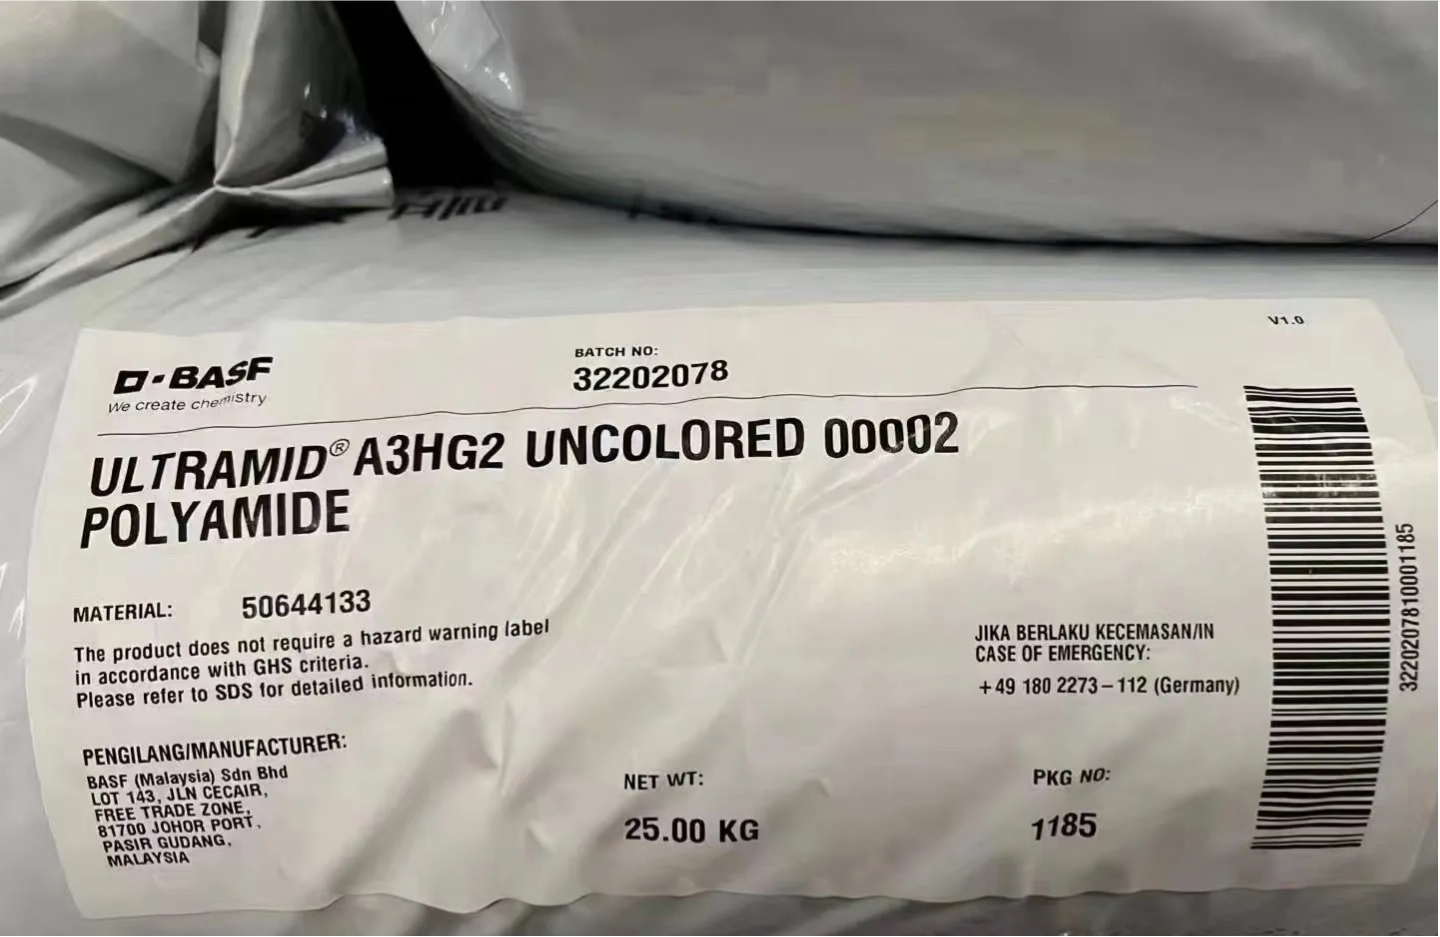 V1.0
BASF
We create chemistry
BATCH NO:
32202078
ULTRAMID® A3HG2 UNCOLORED 00002
POLYAMIDE
MATERIAL: 50644133
The product does not require a hazard warning label
in accordance with GHS criteria.
Please refer to SDS for detailed information.
JIKA BERLAKU KECEMASAN/IN
CASE OF EMERGENCY:
+49 180 2273-112 (Germany)
PENGILANG/MANUFACTURER:
BASF (Malaysia) Sdn Bhd
LOT 143, JLN CECAIR,
FREE TRADE ZONE,
81700 JOHOR PORT,
PASIR GUDANG,
MALAYSIA
NET WT:
25.00 KG
PKG NO:
1185
3220207810001185